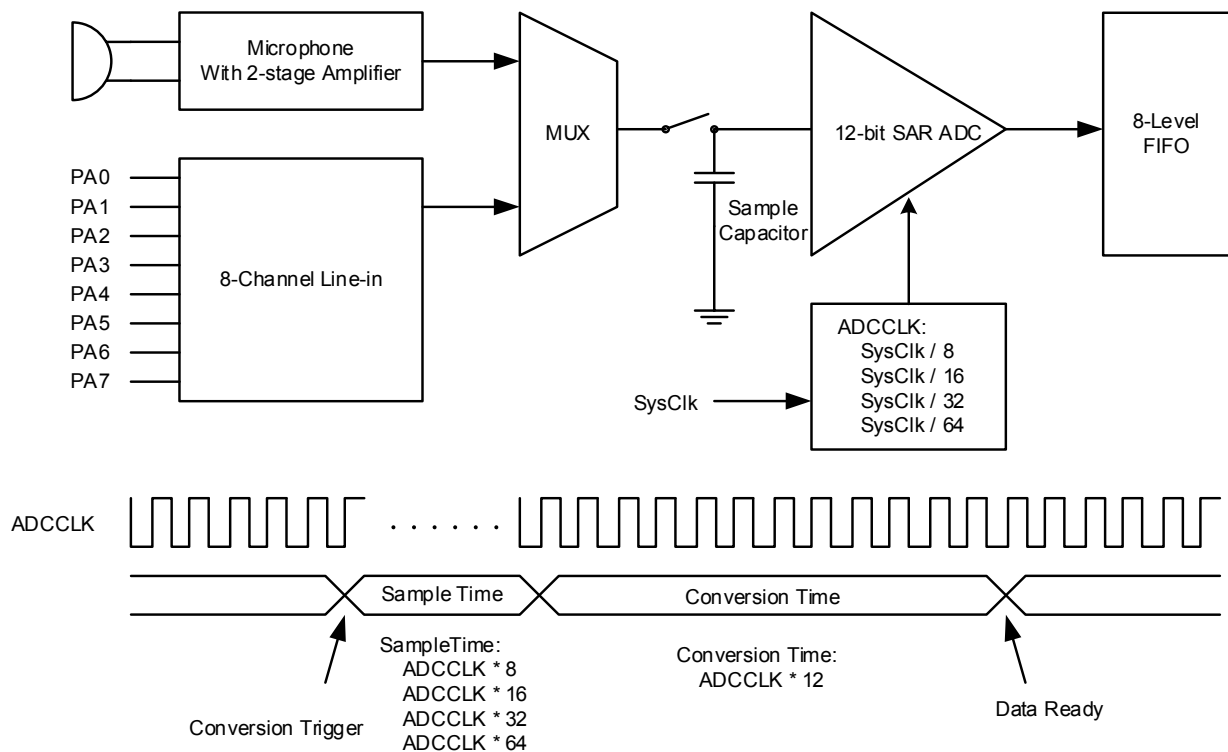 Microphone
With 2-stage Amplifier
MUX
12-bit SAR ADC
8-Level
FIFO
PA0
PA1
PA2
PA3
PA4
PA5
PA6
PA7
8-Channel Line-in
Sample
Capacitor
SysClk
ADCCLK:
SysClk / 8
SysClk / 16
SysClk / 32
SysClk / 64
ADCCLK
. . . . . .
Sample Time
Conversion Time
SampleTime:
ADCCLK * 8
ADCCLK * 16
ADCCLK * 32
ADCCLK * 64
Conversion Time:
ADCCLK * 12
Conversion Trigger
Data Ready